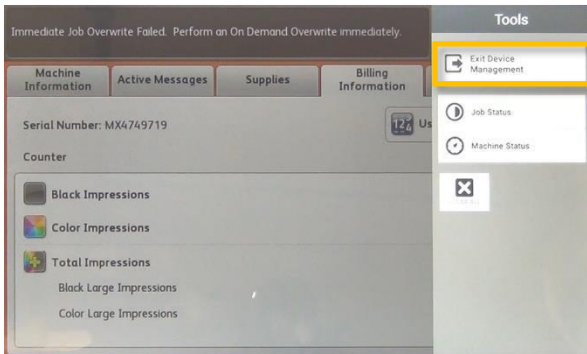 Immediate Job Overwrite Failed. Perform an On Demand Overwrite immediately.
Machine
Information
Active Messages
Supplies
Billing
Information
Serial Number: MX4749719
Us
Counter
Black Impressions
Color Impressions
Total Impressions
Black Large Impressions
Color Large Impressions
Tools
Exit Device
Management
Job Status
Machine Status